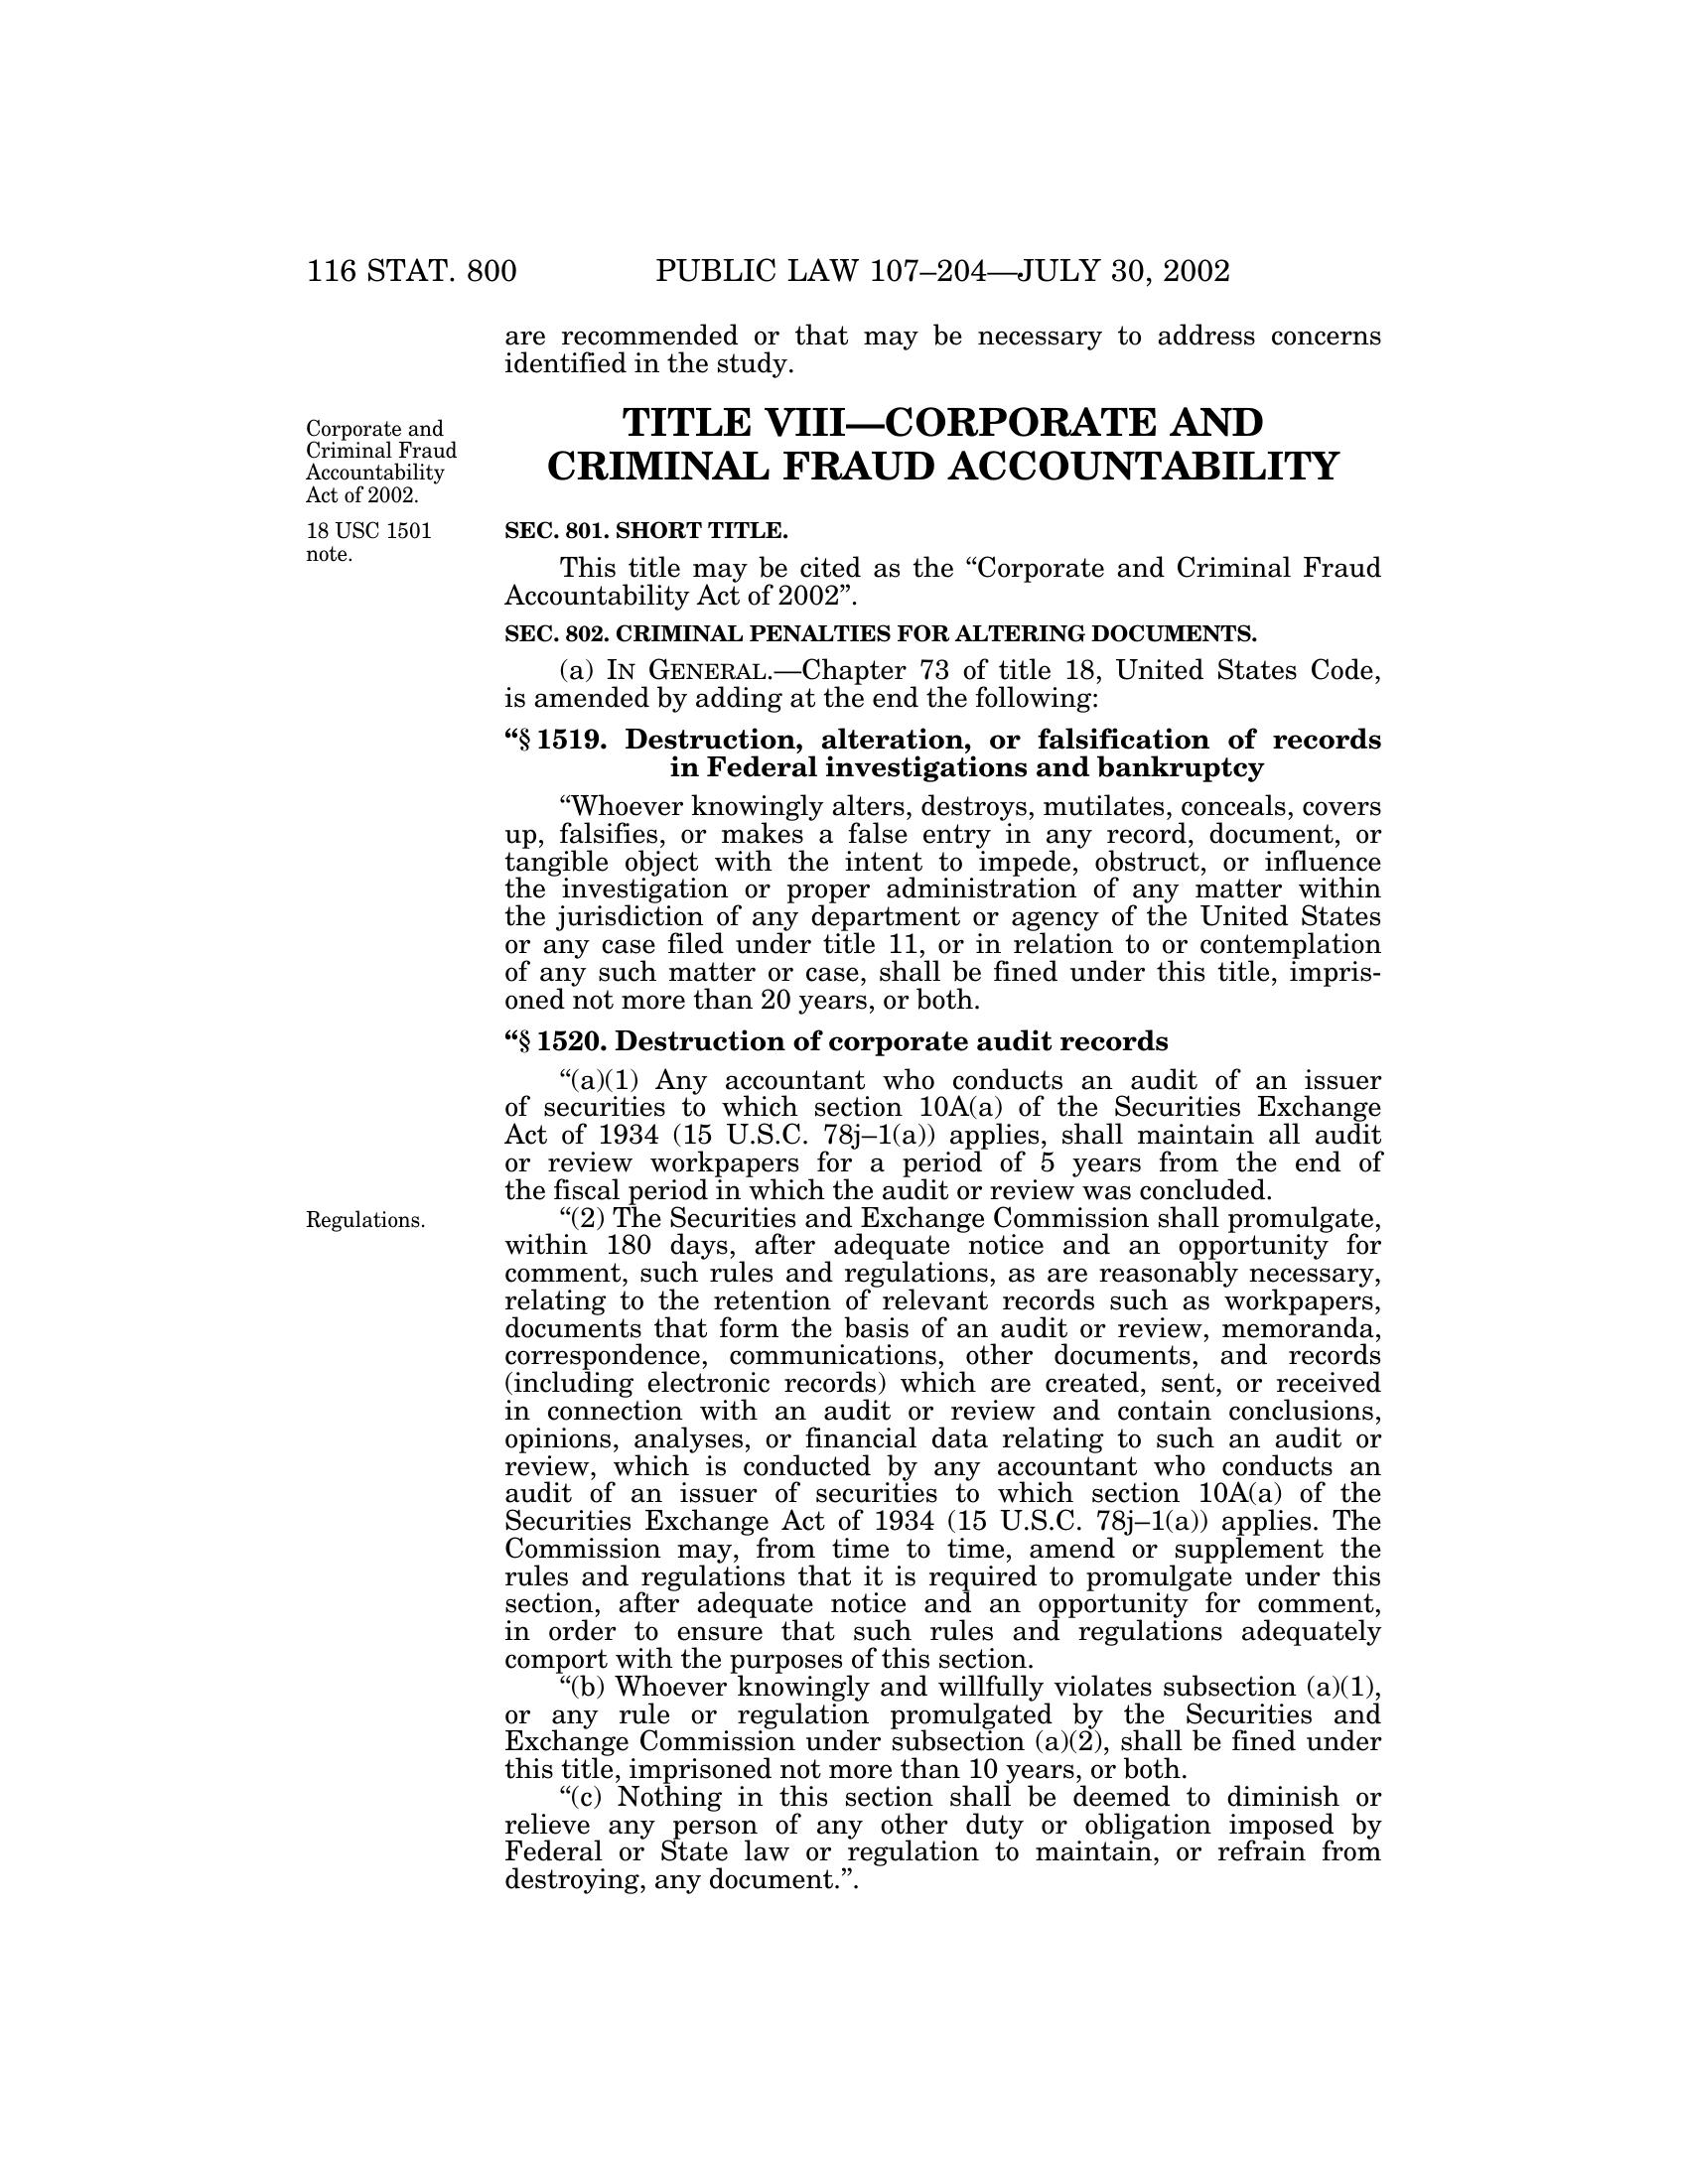 116 STAT. 800
PUBLIC LAW 107–204—JULY 30, 2002
are recommended or that may be necessary to address concerns
identified in the study.
Corporate and
Criminal Fraud
Accountability
Act of 2002.
TITLE VIII—CORPORATE AND
CRIMINAL FRAUD ACCOUNTABILITY
18 USC 1501
note.
SEC. 801. SHORT TITLE.
This title may be cited as the “Corporate and Criminal Fraud
Accountability Act of 2002”.
SEC. 802. CRIMINAL PENALTIES FOR ALTERING DOCUMENTS.
(a) IN GENERAL.—Chapter 73 of title 18, United States Code,
is amended by adding at the end the following:
“§ 1519. Destruction, alteration, or falsification of records
in Federal investigations and bankruptcy
“Whoever knowingly alters, destroys, mutilates, conceals, covers
up, falsifies, or makes a false entry in any record, document, or
tangible object with the intent to impede, obstruct, or influence
the investigation or proper administration of any matter within
the jurisdiction of any department or agency of the United States
or any case filed under title 11, or in relation to or contemplation
of any such matter or case, shall be fined under this title, impris-
oned not more than 20 years, or both.
“§ 1520. Destruction of corporate audit records
“(a)(1) Any accountant who conducts an audit of an issuer
of securities to which section 10A(a) of the Securities Exchange
Act of 1934 (15 U.S.C. 78j–1(a)) applies, shall maintain all audit
or review workpapers for a period of 5 years from the end of
the fiscal period in which the audit or review was concluded.
Regulations.
“(2) The Securities and Exchange Commission shall promulgate,
within 180 days, after adequate notice and an opportunity for
comment, such rules and regulations, as are reasonably necessary,
relating to the retention of relevant records such as workpapers,
documents that form the basis of an audit or review, memoranda,
correspondence, communications, other documents, and records
(including electronic records) which are created, sent, or received
in connection with an audit or review and contain conclusions,
opinions, analyses, or financial data relating to such an audit or
review, which is conducted by any accountant who conducts an
audit of an issuer of securities to which section 10A(a) of the
Securities Exchange Act of 1934 (15 U.S.C. 78j–1(a)) applies. The
Commission may, from time to time, amend or supplement the
rules and regulations that it is required to promulgate under this
section, after adequate notice and an opportunity for comment,
in order to ensure that such rules and regulations adequately
comport with the purposes of this section.
“(b) Whoever knowingly and willfully violates subsection (a)(1),
or any rule or regulation promulgated by the Securities and
Exchange Commission under subsection (a)(2), shall be fined under
this title, imprisoned not more than 10 years, or both.
“(c) Nothing in this section shall be deemed to diminish or
relieve any person of any other duty or obligation imposed by
Federal or State law or regulation to maintain, or refrain from
destroying, any document.”.